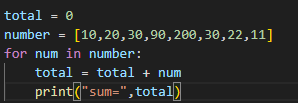 total = 0
number = [10,20,30,90,200,30,22,11]
for num in number:
    total = total + num
    print("sum=",total)